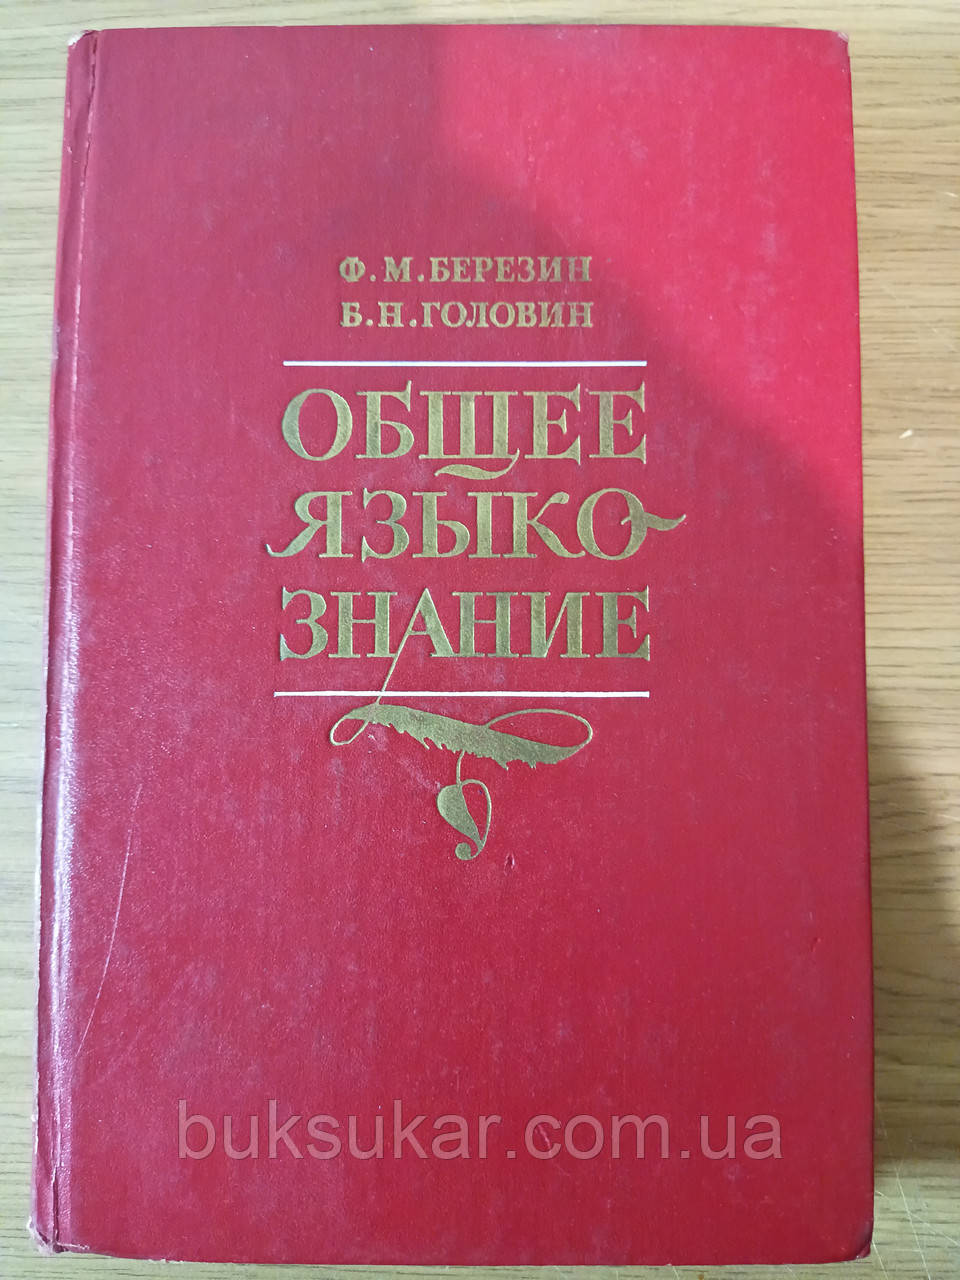 Ф.М.БЕРЕЗИН
Б.Н.ГОЛОВИН
ОБЩЕЕ
ЯЗЫКО
ЗНАНИЕ
buksukar.com.ua